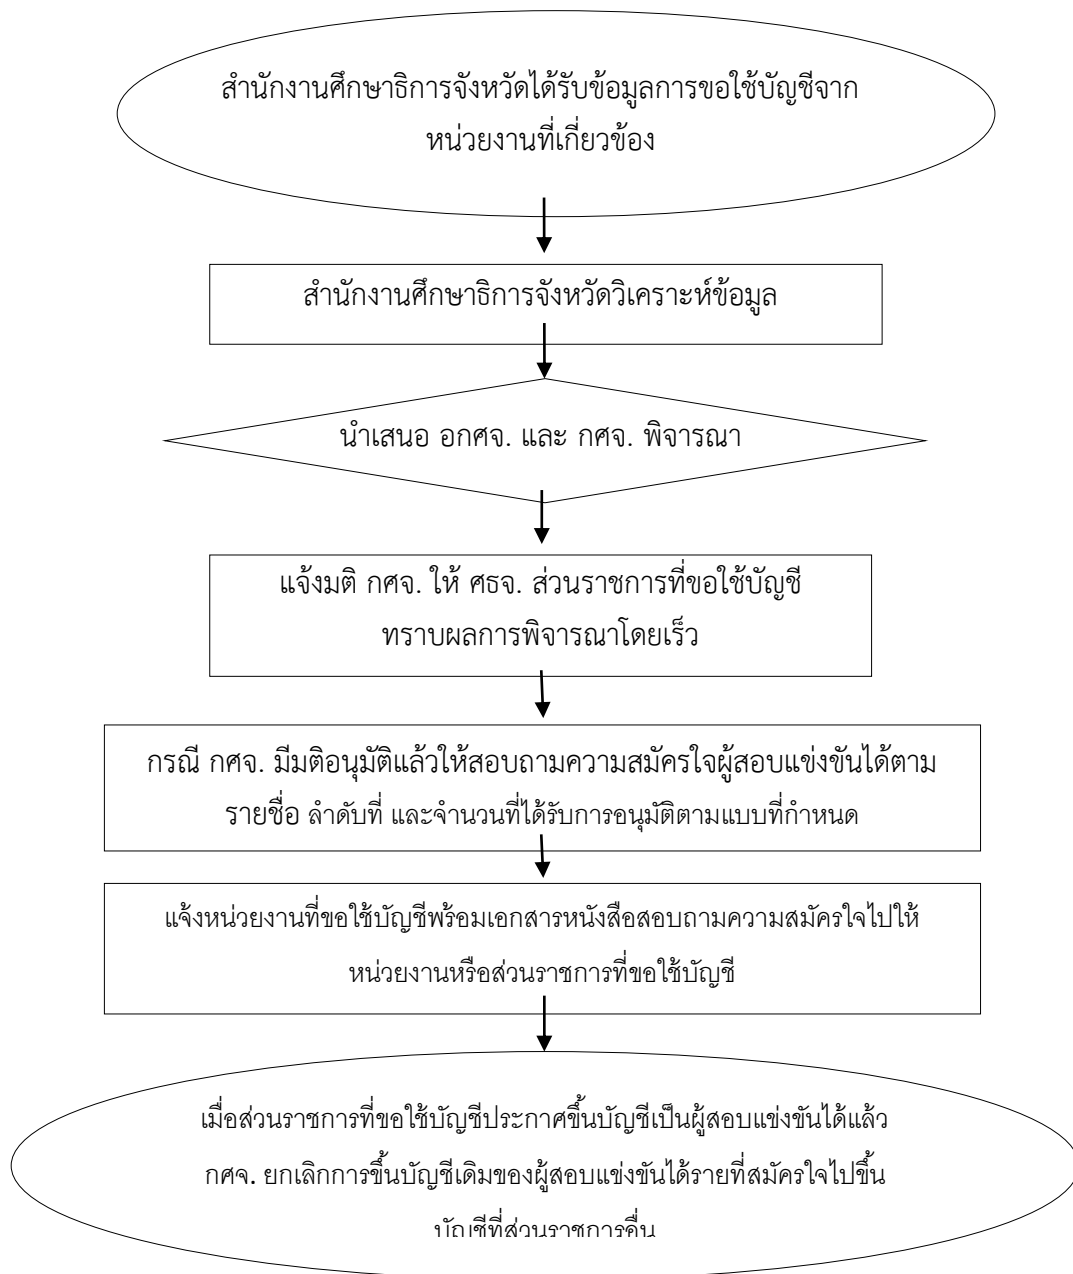 สำนักงานศึกษาธิการจังหวัดได้รับข้อมูลการขอใช้บัญชีจาก
หน่วยงานที่เกี่ยวข้อง
สำนักงานศึกษาธิการจังหวัดวิเคราะห์ข้อมูล
นำเสนอ อกศจ. และ กศจ. พิจารณา
แจ้งมติ กศจ. ให้ ศธจ. ส่วนราชการที่ขอใช้บัญชี
ทราบผลการพิจารณาโดยเร็ว
กรณี กศจ. มีมติอนุมัติแล้วให้สอบถามความสมัครใจผู้สอบแข่งขันได้ตาม
รายชื่อ ลำดับที่ และจำนวนที่ได้รับการอนุมัติตามแบบที่กำหนด
แจ้งหน่วยงานที่ขอใช้บัญชีพร้อมเอกสารหนังสือสอบถามความสมัครใจไปให้
หน่วยงานหรือส่วนราชการที่ขอใช้บัญชี
เมื่อส่วนราชการที่ขอใช้บัญชีประกาศขึ้นบัญชีเป็นผู้สอบแข่งขันได้แล้ว
กศจ. ยกเลิกการขึ้นบัญชีเดิมของผู้สอบแข่งขันได้รายที่สมัครใจไปขึ้น
บัญชีที่ส่วนราชการอื่น